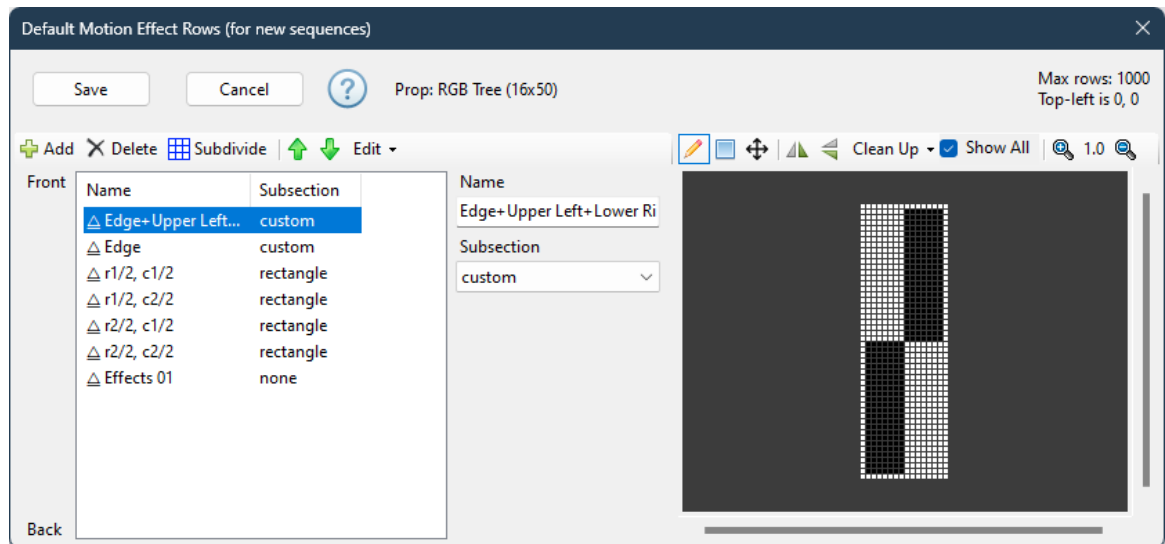 Default Motion Effect Rows (for new sequences)
Save
Cancel
?
Prop: RGB Tree (16x50)
Max rows: 1000
Top-left is 0, 0
Add
Delete
Subdivide
Edit
Clean Up
Show All
1.0
Front
Name
Subsection
Edge+Upper Left...
custom
Edge
custom
r1/2, c1/2
rectangle
r1/2, c2/2
rectangle
r2/2, c1/2
rectangle
r2/2, c2/2
rectangle
Effects 01
none
Back
Name
Edge+Upper Left+Lower Ri
Subsection
custom